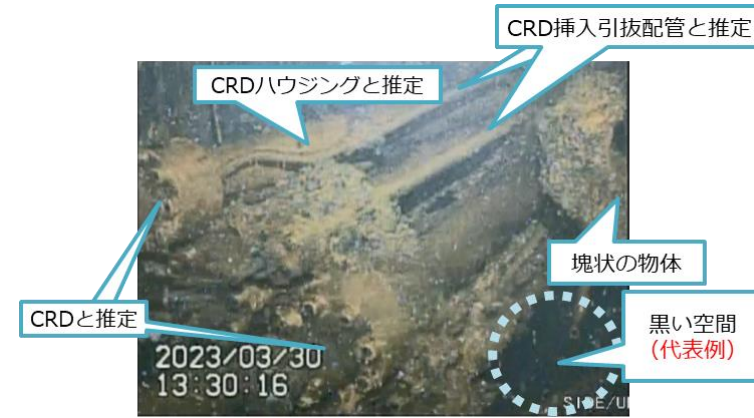 CRD挿入引抜配管と推定
CRDハウジングと推定
塊状の物体
CRDと推定
黒い空間
(代表例)
2023/03/30
13:30:16
SIDE/U